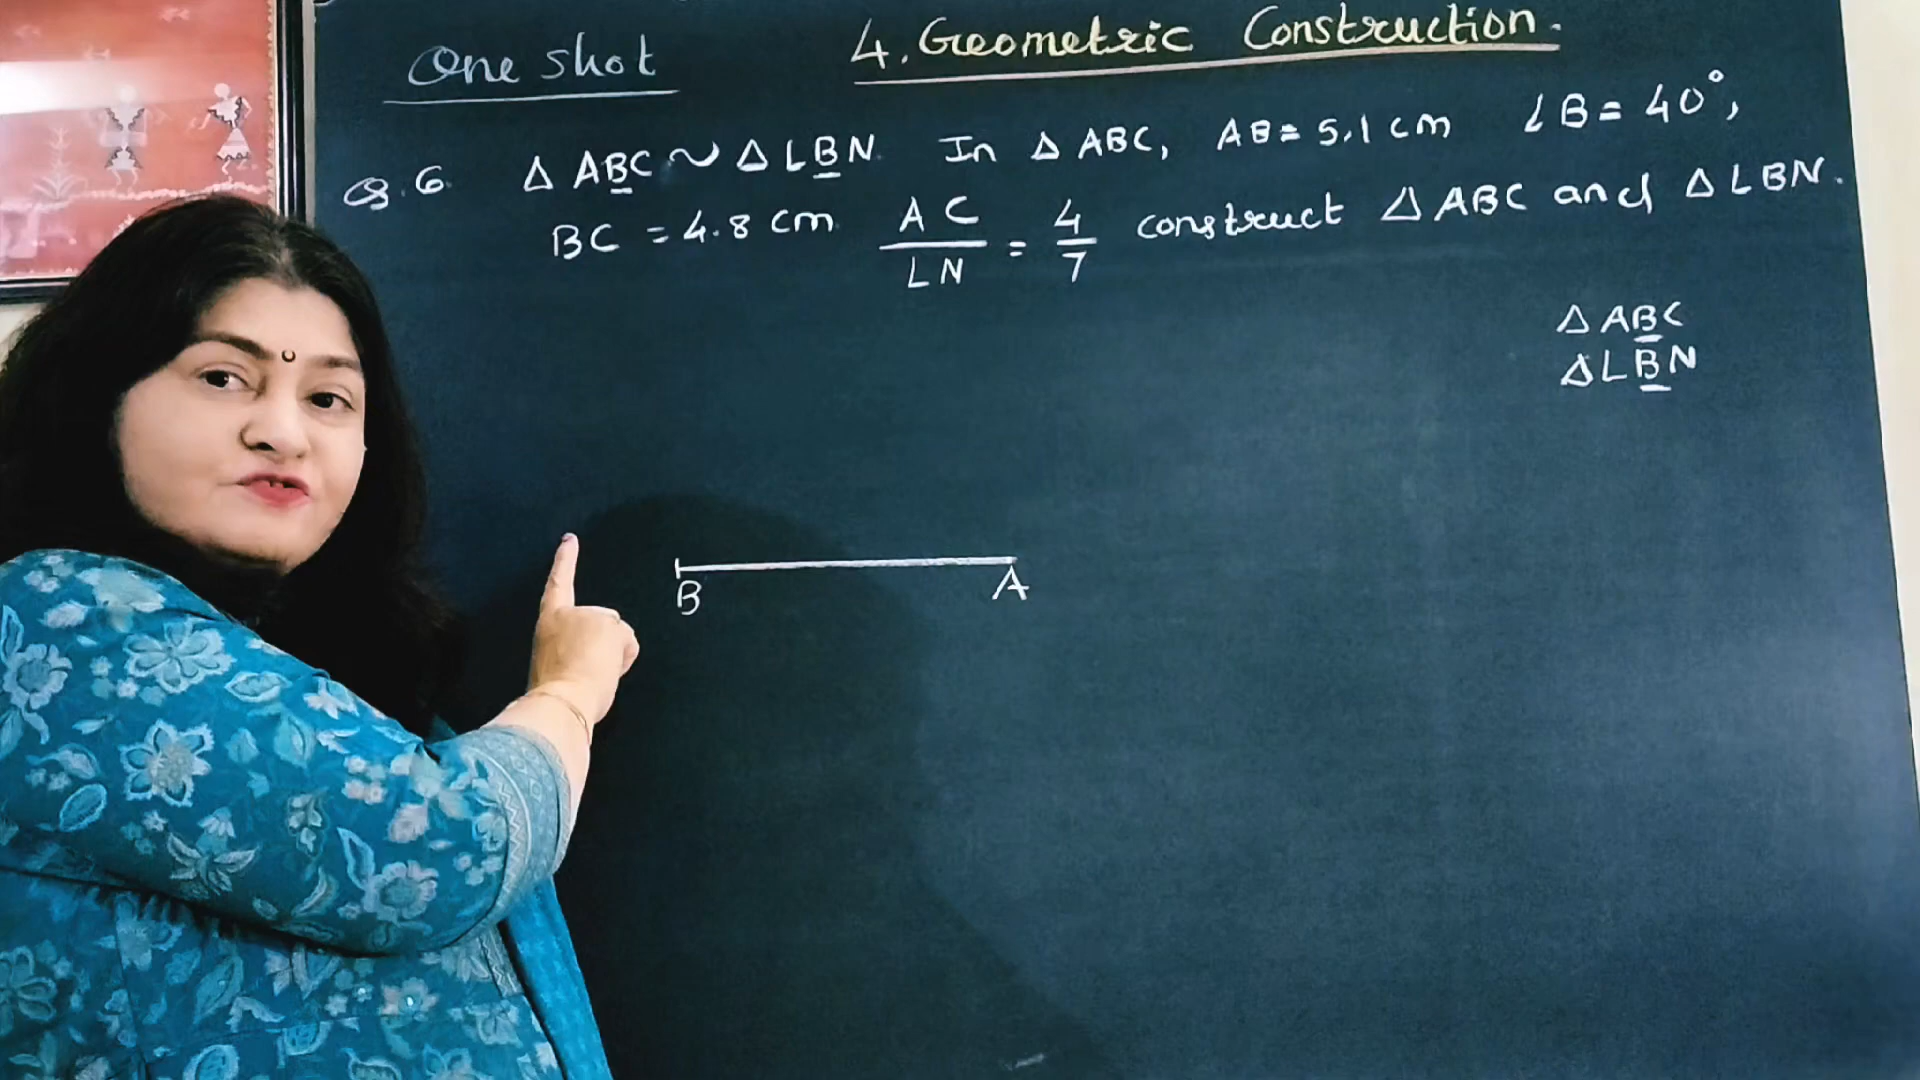 One shot
4. Geometric Construction.
Q.6. △ ABC ~ △ LBN. In △ ABC, AB = 5.1 cm ∠B = 40°,
BC = 4.8 cm AC/LN = 4/7 construct △ ABC and △ LBN.
△ ABC
△ LBN
B A